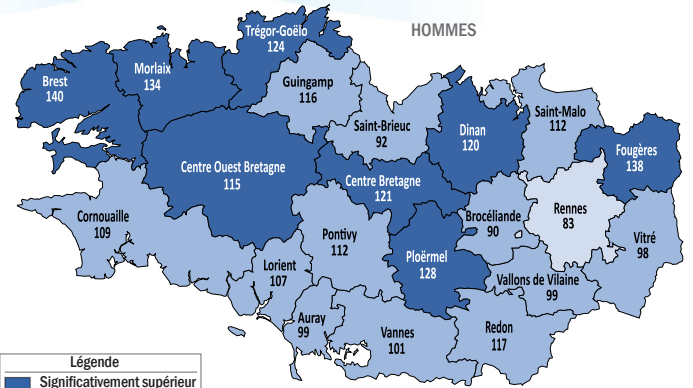 HOMMES
Trégor-Goëlo
124
Brest
140
Morlaix
134
Guingamp
116
Saint-Brieuc
92
Dinan
120
Saint-Malo
112
Fougères
138
Centre Ouest Bretagne
115
Centre Bretagne
121
Cornouaille
109
Pontivy
112
Brocéliande
90
Rennes
83
Vitré
98
Ploërmel
128
Lorient
107
Vallons de Vilaine
99
Auray
99
Vannes
101
Redon
117
Légende
Significativement supérieur